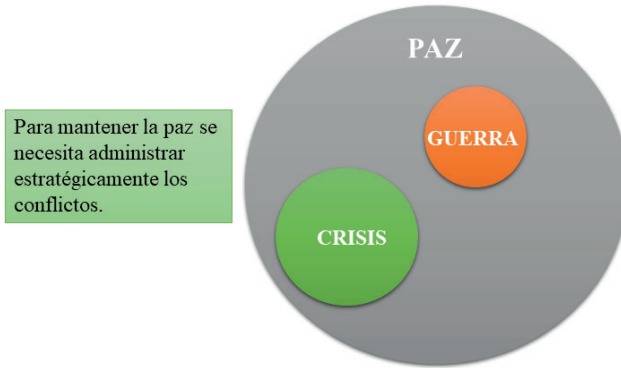 PAZ
Para mantener la paz se
necesita administrar
estratégicamente los
conflictos.
GUERRA
CRISIS